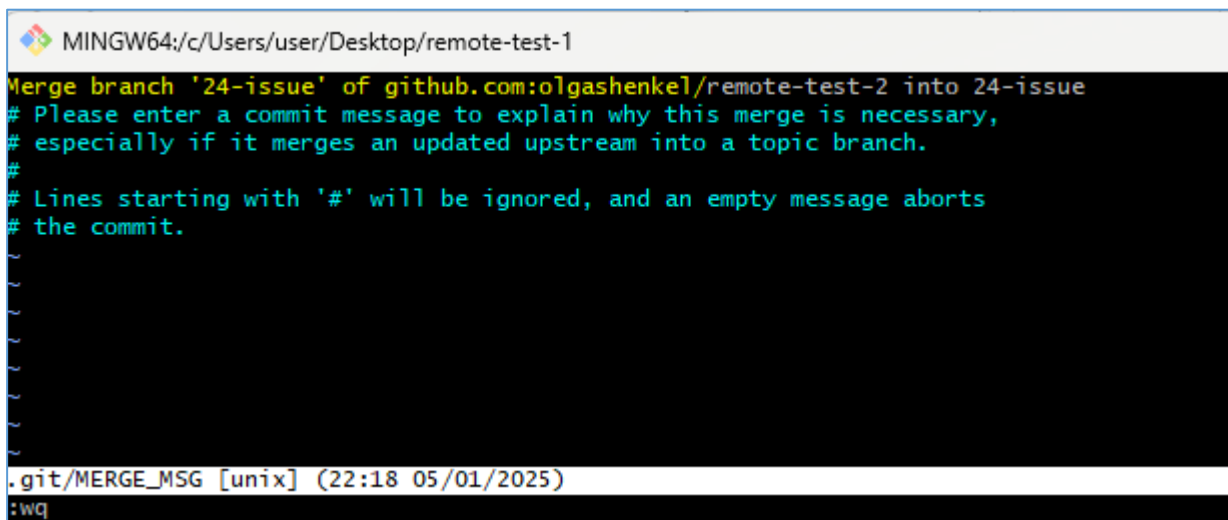 MINGW64:/c/Users/user/Desktop/remote-test-1
Merge branch '24-issue' of github.com:olgashenkel/remote-test-2 into 24-issue
# Please enter a commit message to explain why this merge is necessary,
# especially if it merges an updated upstream into a topic branch.
#
# Lines starting with '#' will be ignored, and an empty message aborts
# the commit.
~
~
~
~
~
~
~
~
.git/MERGE_MSG [unix] (22:18 05/01/2025)
:wq